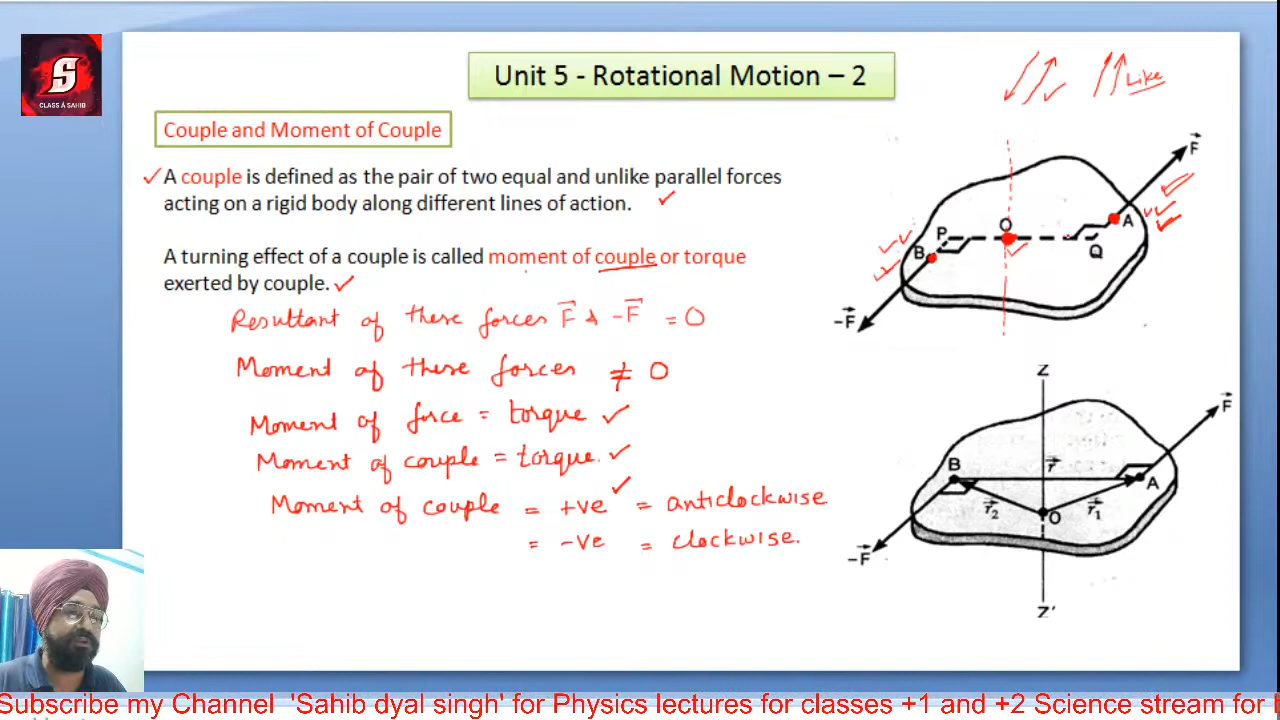 S
CLASS À SAHIB
Unit 5 - Rotational Motion – 2
Like
Couple and Moment of Couple
A couple is defined as the pair of two equal and unlike parallel forces
acting on a rigid body along different lines of action.
A turning effect of a couple is called moment of couple or torque
exerted by couple.
Resultant of these forces F⃗ & -F⃗ = 0
Moment of these forces ≠ 0
Moment of force = torque
Moment of couple = torque.
Moment of couple = +ve = anticlockwise
= -ve = clockwise.
F⃗
A
O
P
Q
B
-F⃗
Z
F⃗
B
r⃗
A
r⃗₂
O
r⃗₁
-F⃗
Z'
Subscribe my Channel 'Sahib dyal singh' for Physics lectures for classes +1 and +2 Science stream for